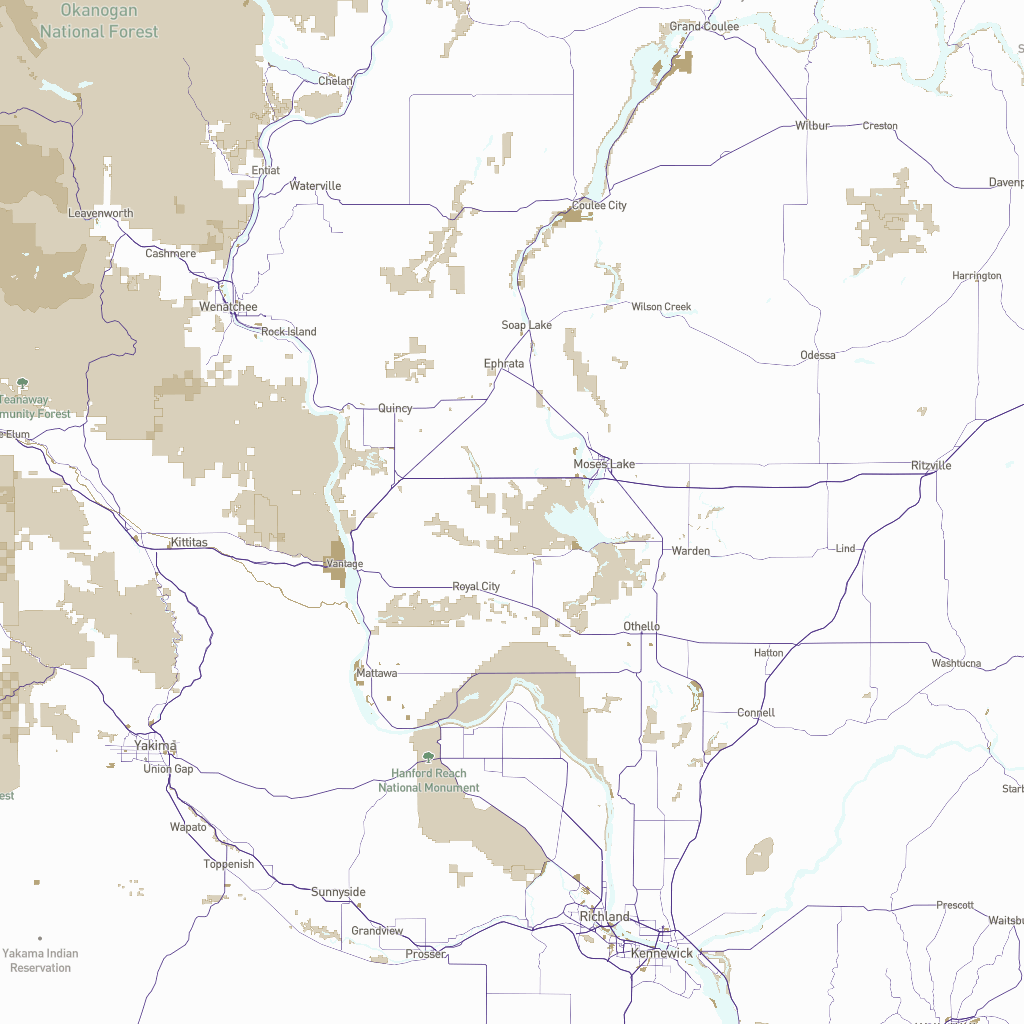 Okanogan
National Forest
Grand Coulee
Chelan
Wilbur
Creston
Entiat
Waterville
Davenp
Leavenworth
Coulee City
Cashmere
Harrington
Wenatchee
Wilson Creek
Rock Island
Soap Lake
Odessa
Ephrata
Teanaway
munity Forest
Quincy
e Elum
Moses Lake
Ritzville
Kittitas
Warden
Lind
Vantage
Royal City
Othello
Hatton
Washtucna
Mattawa
Connell
Yakima
Union Gap
Hanford Reach
National Monument
Starb
est
Wapato
Toppenish
Sunnyside
Prescott
Richland
Waitsbu
Grandview
Yakama Indian
Reservation
Prosser
Kennewick